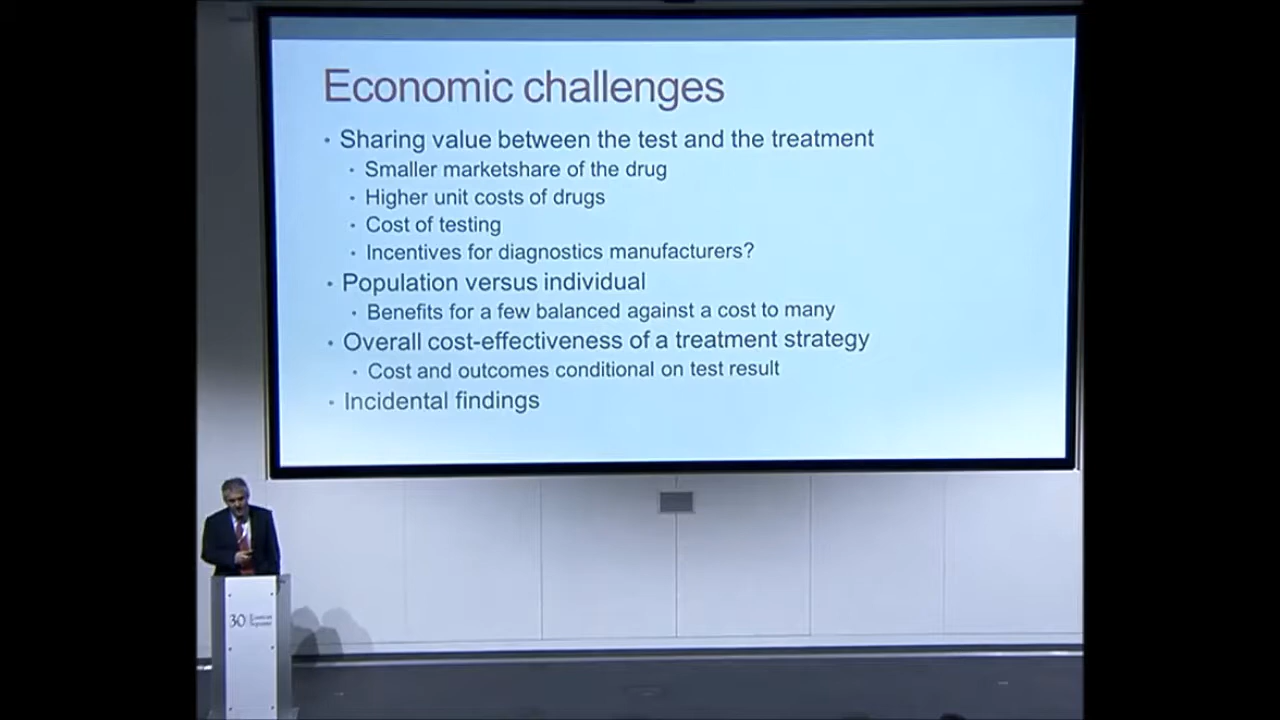 Economic challenges
• Sharing value between the test and the treatment
• Smaller marketshare of the drug
• Higher unit costs of drugs
• Cost of testing
• Incentives for diagnostics manufacturers?
• Population versus individual
• Benefits for a few balanced against a cost to many
• Overall cost-effectiveness of a treatment strategy
• Cost and outcomes conditional on test result
• Incidental findings
30